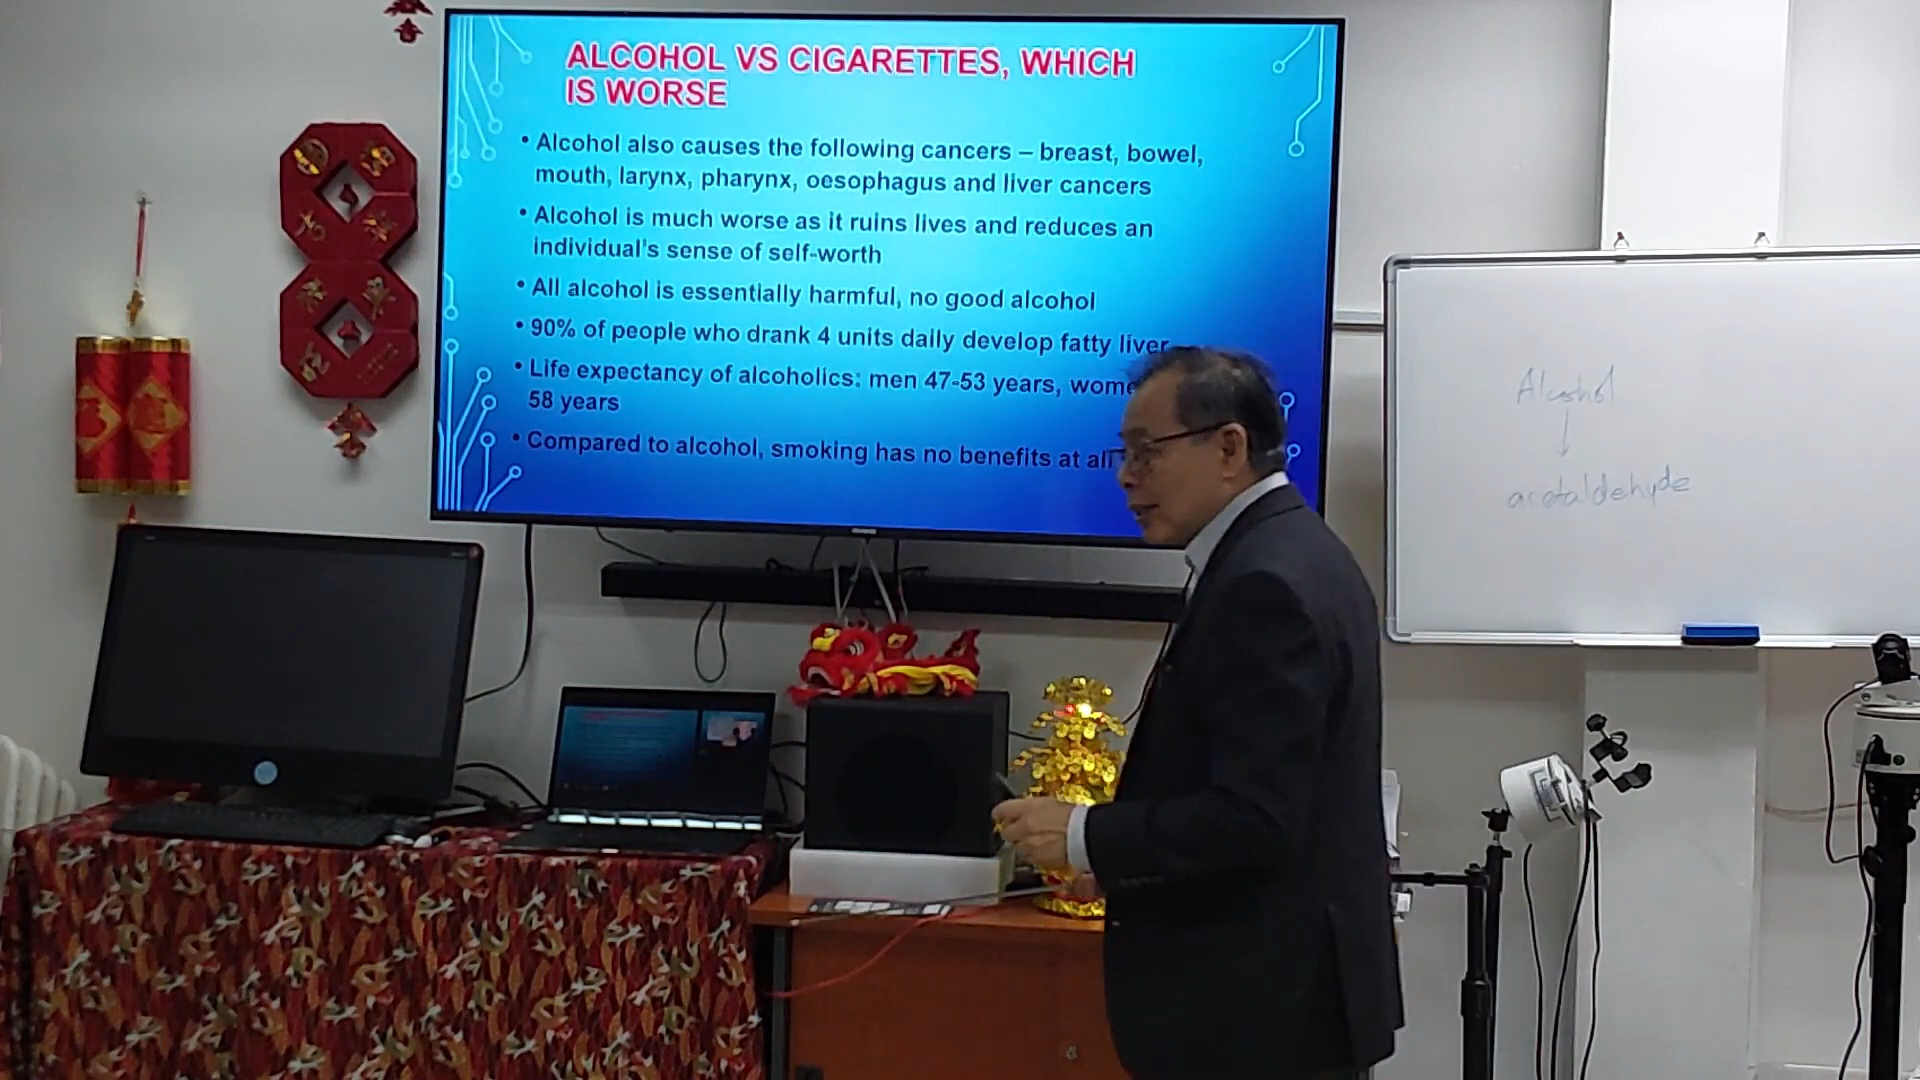 ALCOHOL VS CIGARETTES, WHICH
IS WORSE
• Alcohol also causes the following cancers – breast, bowel,
mouth, larynx, pharynx, oesophagus and liver cancers
• Alcohol is much worse as it ruins lives and reduces an
individual's sense of self-worth
• All alcohol is essentially harmful, no good alcohol
• 90% of people who drank 4 units daily develop fatty liver
• Life expectancy of alcoholics: men 47-53 years,
58 years
• Compared to alcohol, smoking has no benefits at all
Alcohol
↓
acetaldehyde